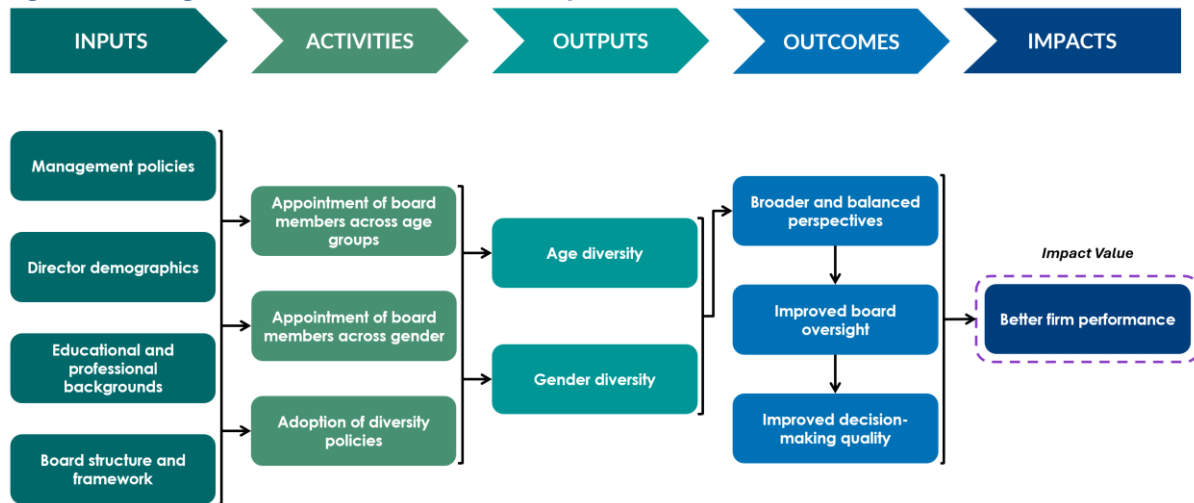 INPUTS
ACTIVITIES
OUTPUTS
OUTCOMES
IMPACTS
Management policies
Director demographics
Educational and
professional
backgrounds
Board structure and
framework
Appointment of board
members across age
groups
Appointment of board
members across gender
Adoption of diversity
policies
Age diversity
Gender diversity
Broader and balanced
perspectives
Improved board
oversight
Improved decision-
making quality
Impact Value
Better firm performance